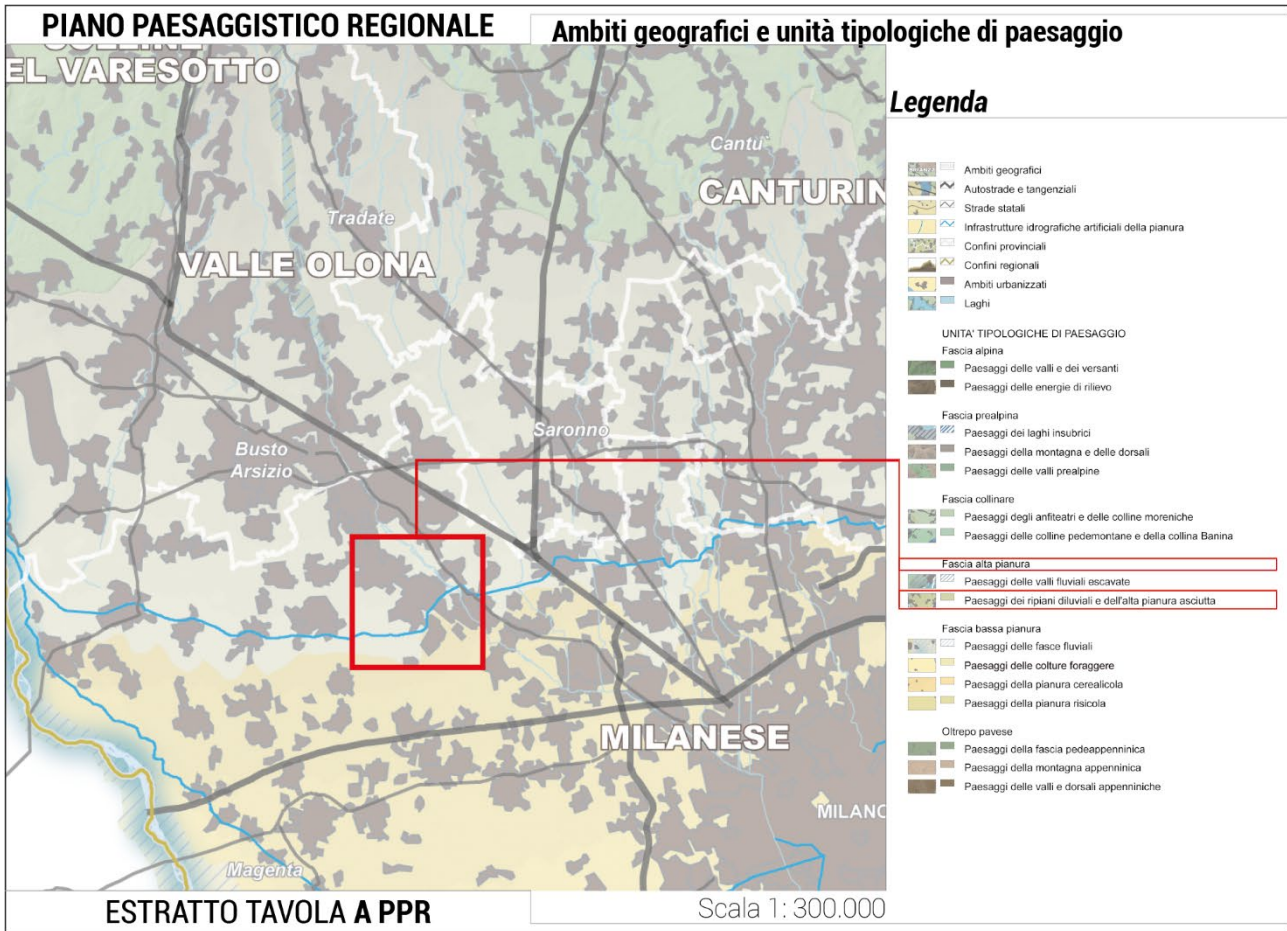 PIANO PAESAGGISTICO REGIONALE
Ambiti geografici e unità tipologiche di paesaggio
COLLINE
EL VARESOTTO
Cantù
CANTURIN
Tradate
VALLE OLONA
Saronno
Busto
Arsizio
MILANESE
MILANO
Magenta
Legenda
Ambiti geografici
Autostrade e tangenziali
Strade statali
Infrastrutture idrografiche artificiali della pianura
Confini provinciali
Confini regionali
Ambiti urbanizzati
Laghi
UNITA' TIPOLOGICHE DI PAESAGGIO
Fascia alpina
Paesaggi delle valli e dei versanti
Paesaggi delle energie di rilievo
Fascia prealpina
Paesaggi dei laghi insubrici
Paesaggi della montagna e delle dorsali
Paesaggi delle valli prealpine
Fascia collinare
Paesaggi degli anfiteatri e delle colline moreniche
Paesaggi delle colline pedemontane e della collina Banina
Fascia alta pianura
Paesaggi delle valli fluviali escavate
Paesaggi dei ripiani diluviali e dell'alta pianura asciutta
Fascia bassa pianura
Paesaggi delle fasce fluviali
Paesaggi delle colture foraggere
Paesaggi della pianura cerealicola
Paesaggi della pianura risicola
Oltrepo pavese
Paesaggi della fascia pedeappenninica
Paesaggi della montagna appenninica
Paesaggi delle valli e dorsali appenniniche
ESTRATTO TAVOLA A PPR
Scala 1: 300.000